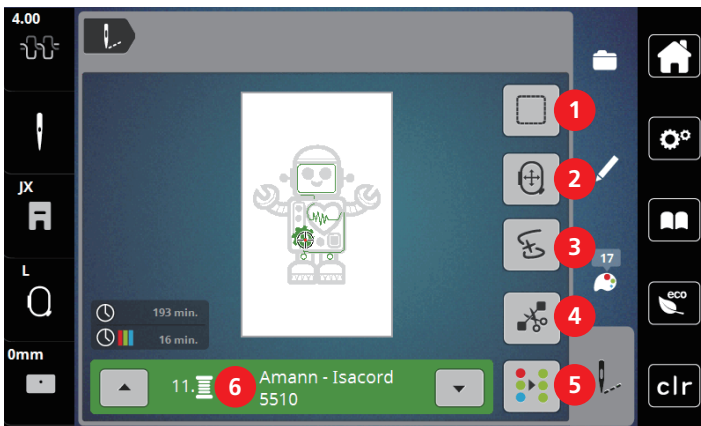 4.00
JX
L
0mm
193 min.
16 min.
11.
Amann - Isacord
5510
1
2
3
4
5
6
17
eco
clr